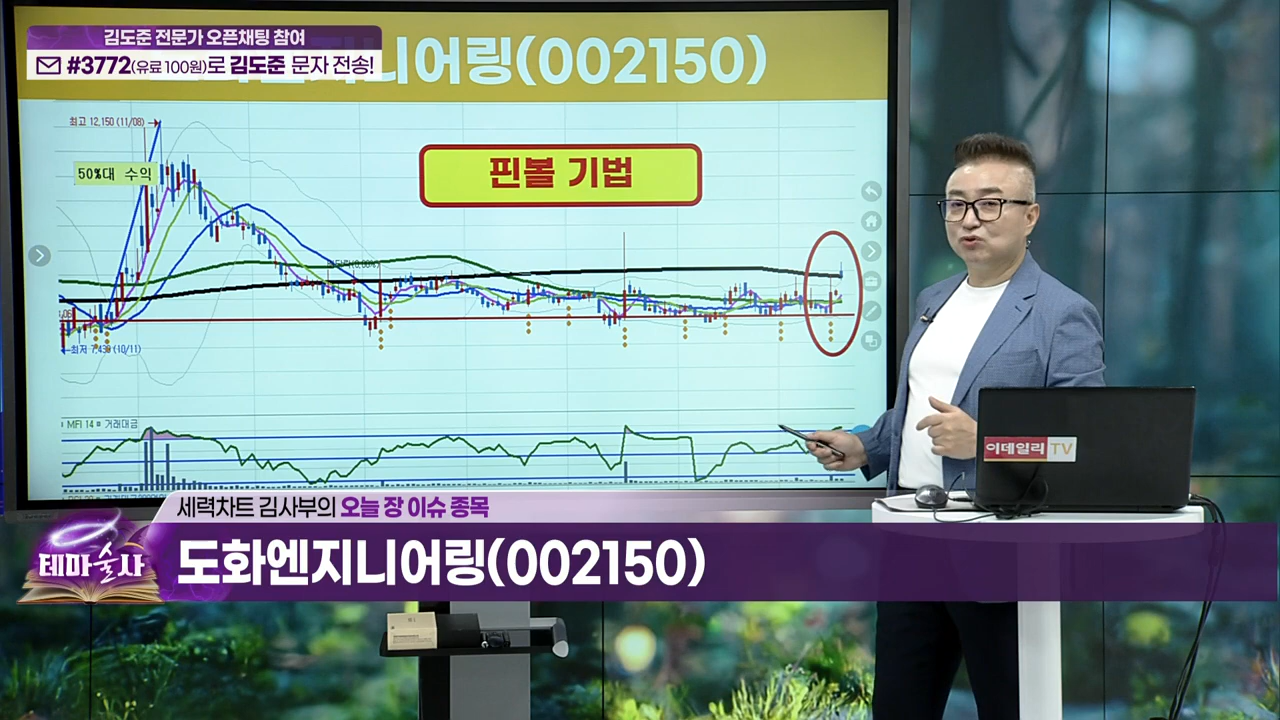 김도준 전문가 오픈채팅 참여
#3772(유료 100원)로 김도준 문자 전송!
지니어링(002150)
최고 12,150 (11/08)
50%대 수익
핀볼 기법
최저 7,430 (10/11)
MFI 14 거래대금
이데일리 TV
세력차트 김사부의 오늘 장 이슈 종목
테마술사
도화엔지니어링(002150)